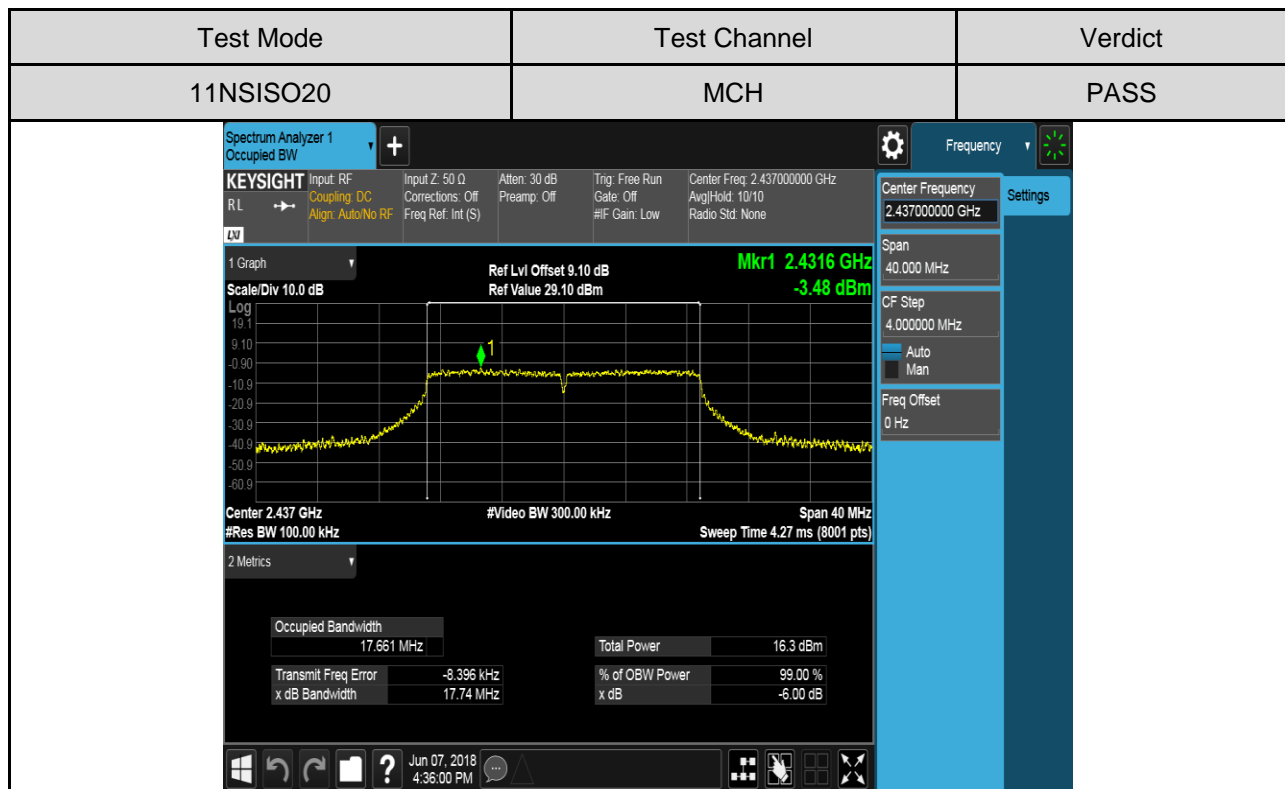 Test Mode Test Channel Verdict
11NSISO20 MCH PASS
Spectrum Analyzer 1
Occupied BW
Frequency
KEYSIGHT Input: RF Input Z: 50 Ω Atten: 30 dB Trig: Free Run Center Freq: 2.437000000 GHz
RL Coupling: DC Corrections: Off Preamp: Off Gate: Off Avg|Hold: 10/10
Align: Auto/No RF Freq Ref: Int (S) #IF Gain: Low Radio Std: None
LXI
Center Frequency Settings
2.437000000 GHz
Span
40.000 MHz
CF Step
4.000000 MHz
Auto
Man
Freq Offset
0 Hz
1 Graph Ref Lvl Offset 9.10 dB Mkr1 2.4316 GHz
Scale/Div 10.0 dB Ref Value 29.10 dBm -3.48 dBm
Log
19.1
9.10
-0.90
-10.9
-20.9
-30.9
-40.9
-50.9
-60.9
1
Center 2.437 GHz #Video BW 300.00 kHz Span 40 MHz
#Res BW 100.00 kHz Sweep Time 4.27 ms (8001 pts)
2 Metrics
Occupied Bandwidth
17.661 MHz Total Power 16.3 dBm
Transmit Freq Error -8.396 kHz % of OBW Power 99.00 %
x dB Bandwidth 17.74 MHz x dB -6.00 dB
? Jun 07, 2018
4:36:00 PM